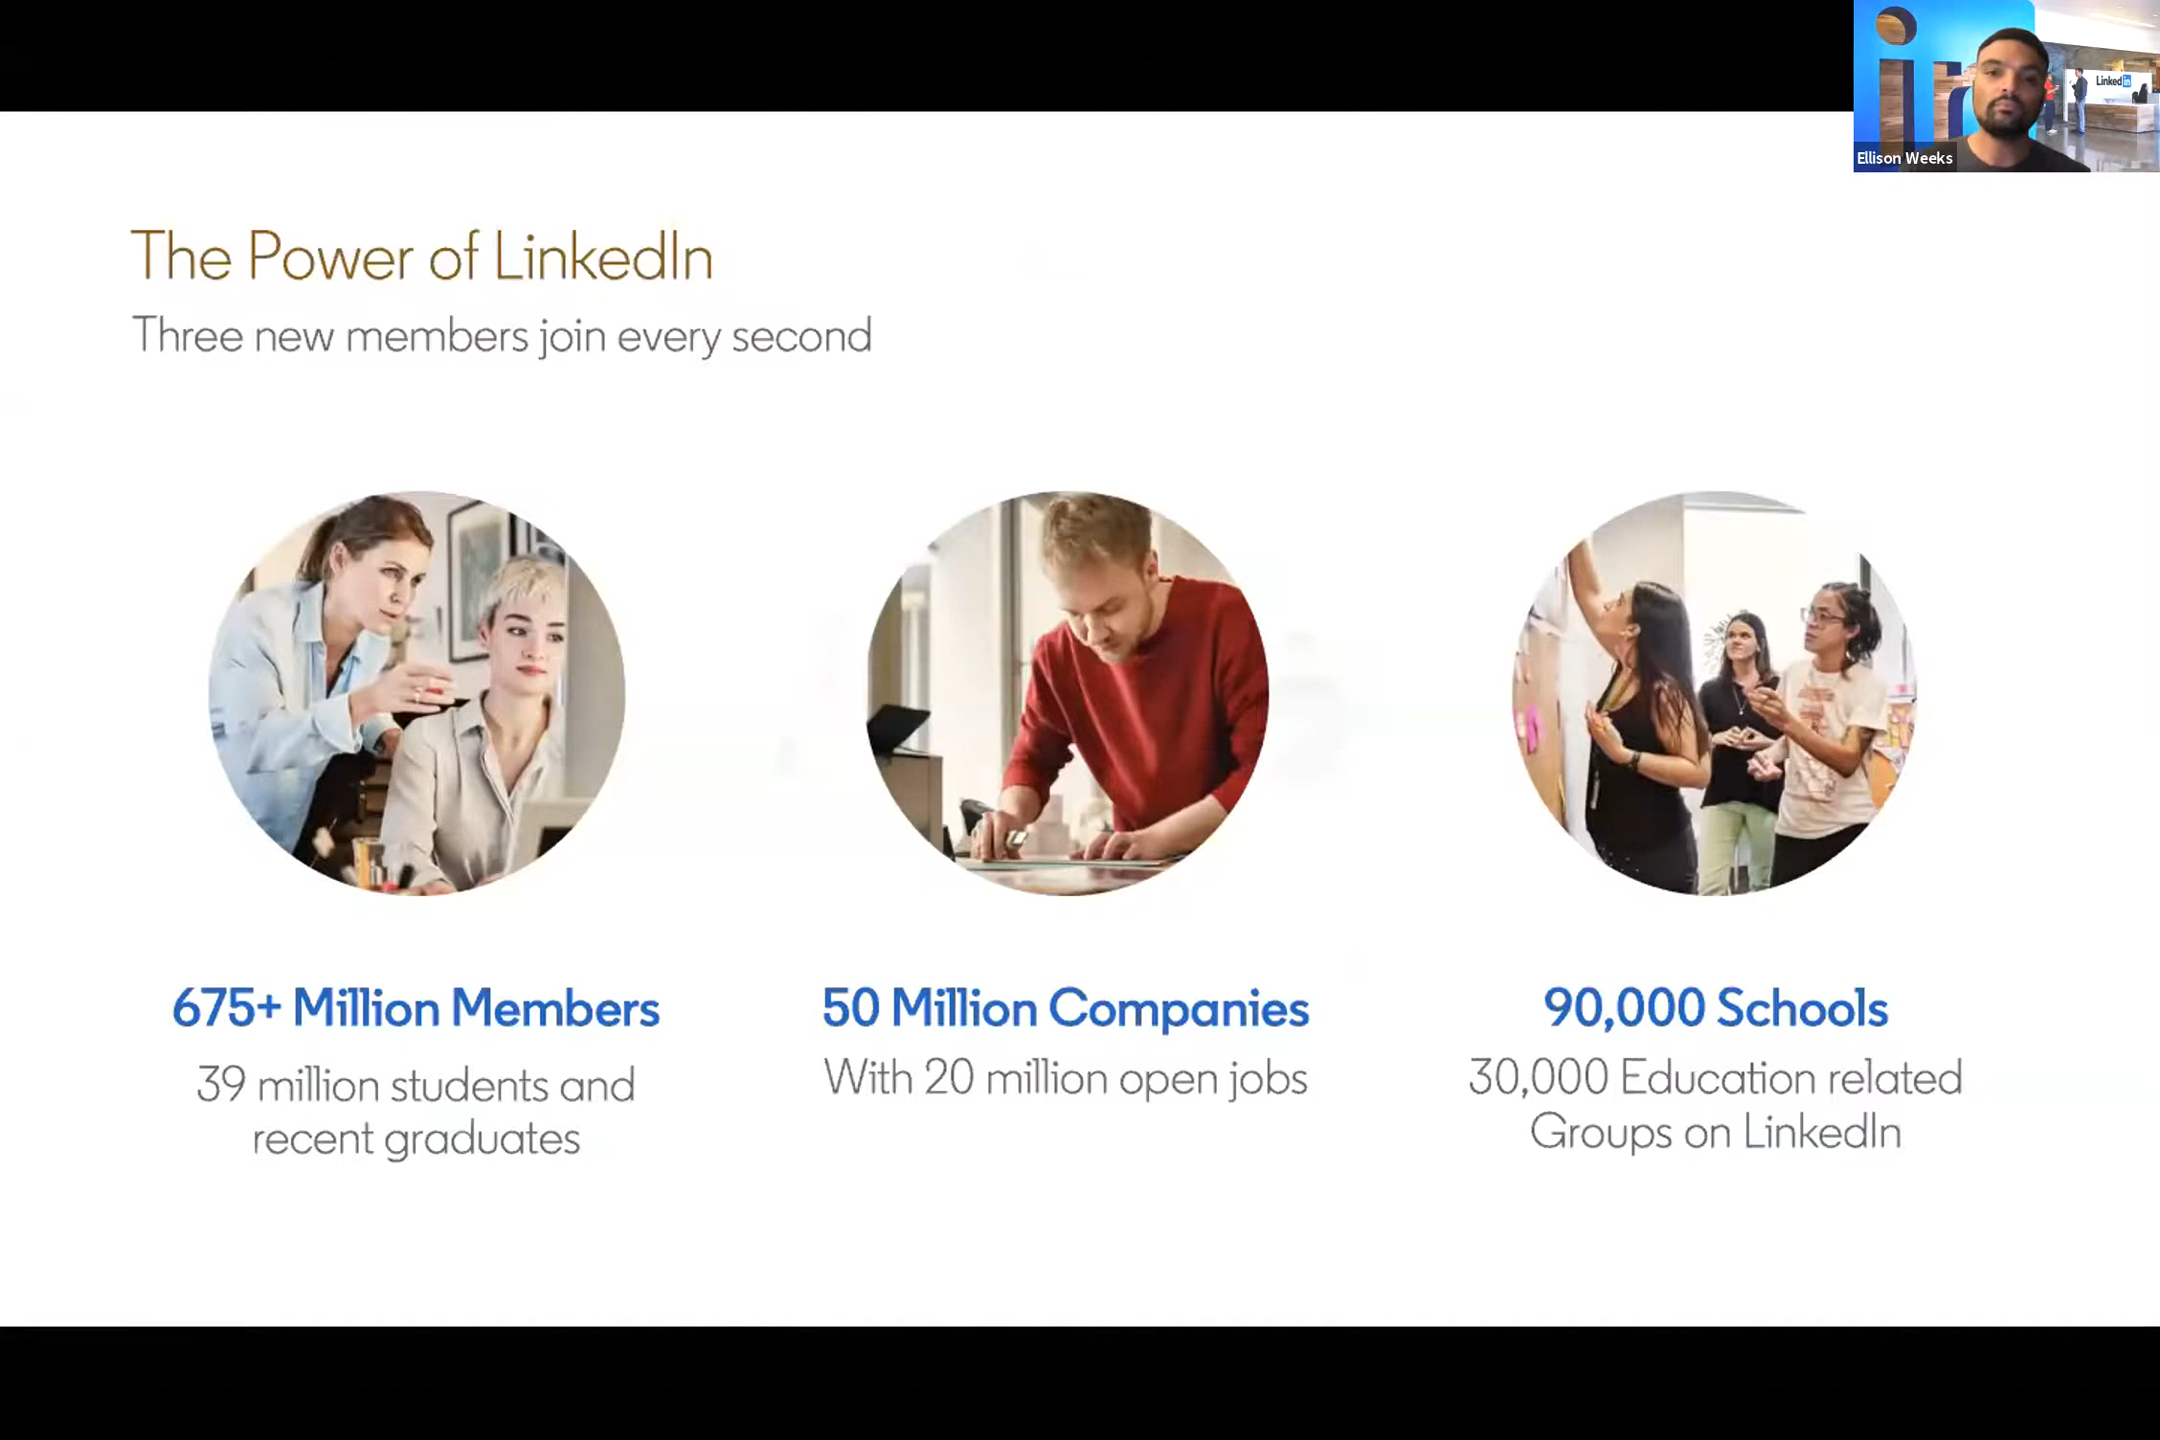 Linkedin
Ellison Weeks
The Power of LinkedIn
Three new members join every second
675+ Million Members
39 million students and
recent graduates
50 Million Companies
With 20 million open jobs
90,000 Schools
30,000 Education related
Groups on LinkedIn